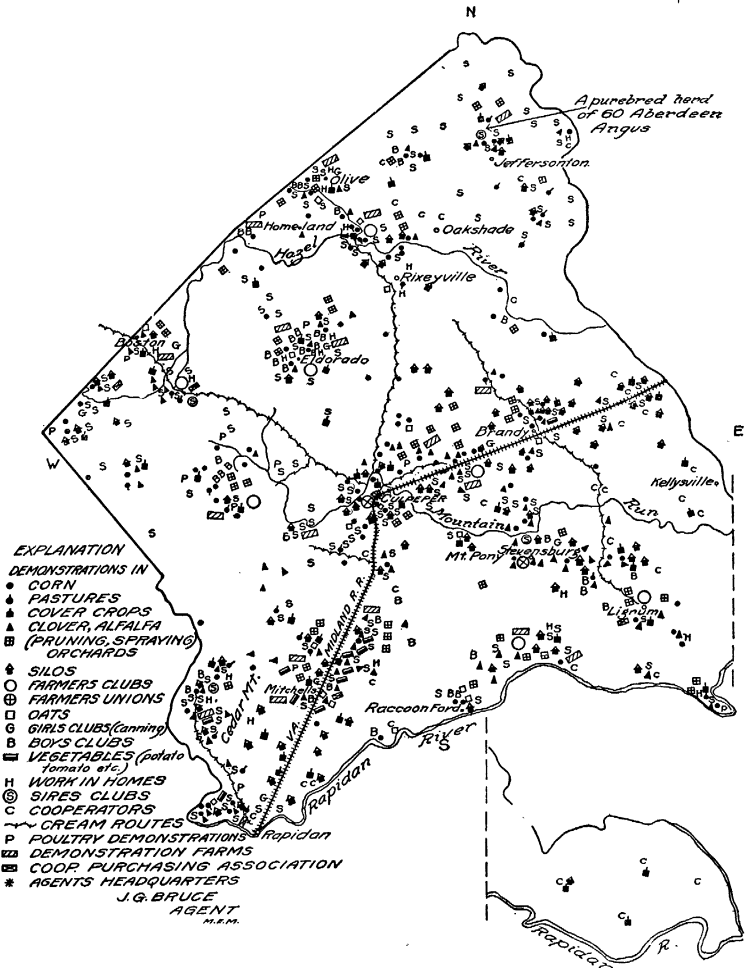 N
A purebred herd
of 60 Aberdeen
Angus
Jeffersonton
Olive
Homeland
Oakshade
Hazel
River
Rixeyville
Boston
Eldorado
Brandy
E
W
Kellysville
CULPEPER
Mountain
Run
Mt. Pony
Stevensburg
Lignum
MIDLAND R.R.
VA.
Mitchells
Cedar Mt.
Raccoon Ford
Rapidan
River
S
Rapidan
Rapidan
R.
EXPLANATION
DEMONSTRATIONS IN
CORN
PASTURES
COVER CROPS
CLOVER, ALFALFA
(PRUNING, SPRAYING)
ORCHARDS
SILOS
FARMERS CLUBS
FARMERS UNIONS
OATS
G GIRLS CLUBS (canning)
B BOYS CLUBS
VEGETABLES (potato
tomato etc.)
H WORK IN HOMES
S SIRES CLUBS
C COOPERATORS
CREAM ROUTES
P POULTRY DEMONSTRATIONS
DEMONSTRATION FARMS
COOP. PURCHASING ASSOCIATION
AGENTS HEADQUARTERS
J.G. BRUCE
AGENT
M.E.M.